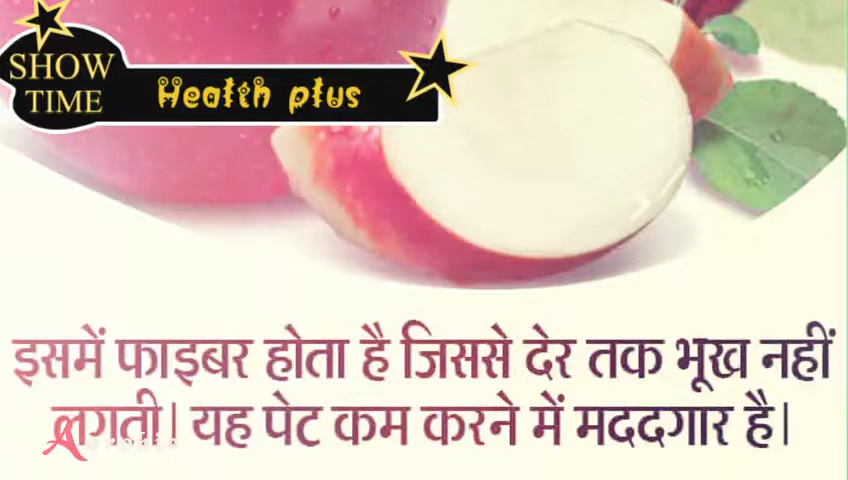 SHOW
TIME
Health plus
इसमें फाइबर होता है जिससे देर तक भूख नहीं
लगती। यह पेट कम करने में मददगार है।